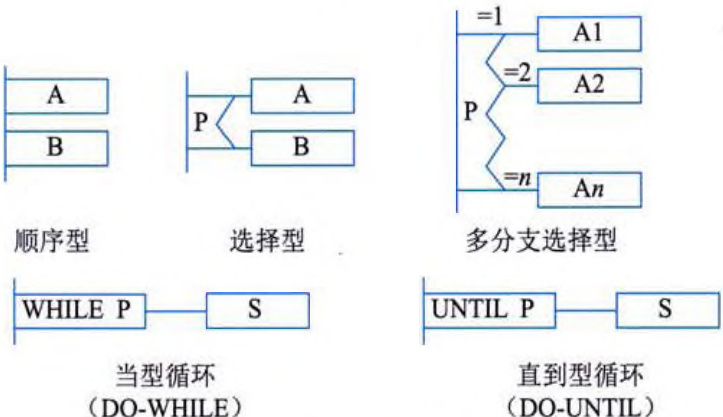 =1
A1
A
A
=2
A2
P
P
B
B
=n
An
顺序型
选择型
多分支选择型
WHILE P
S
UNTIL P
S
当型循环
直到型循环
（DO-WHILE）
（DO-UNTIL）